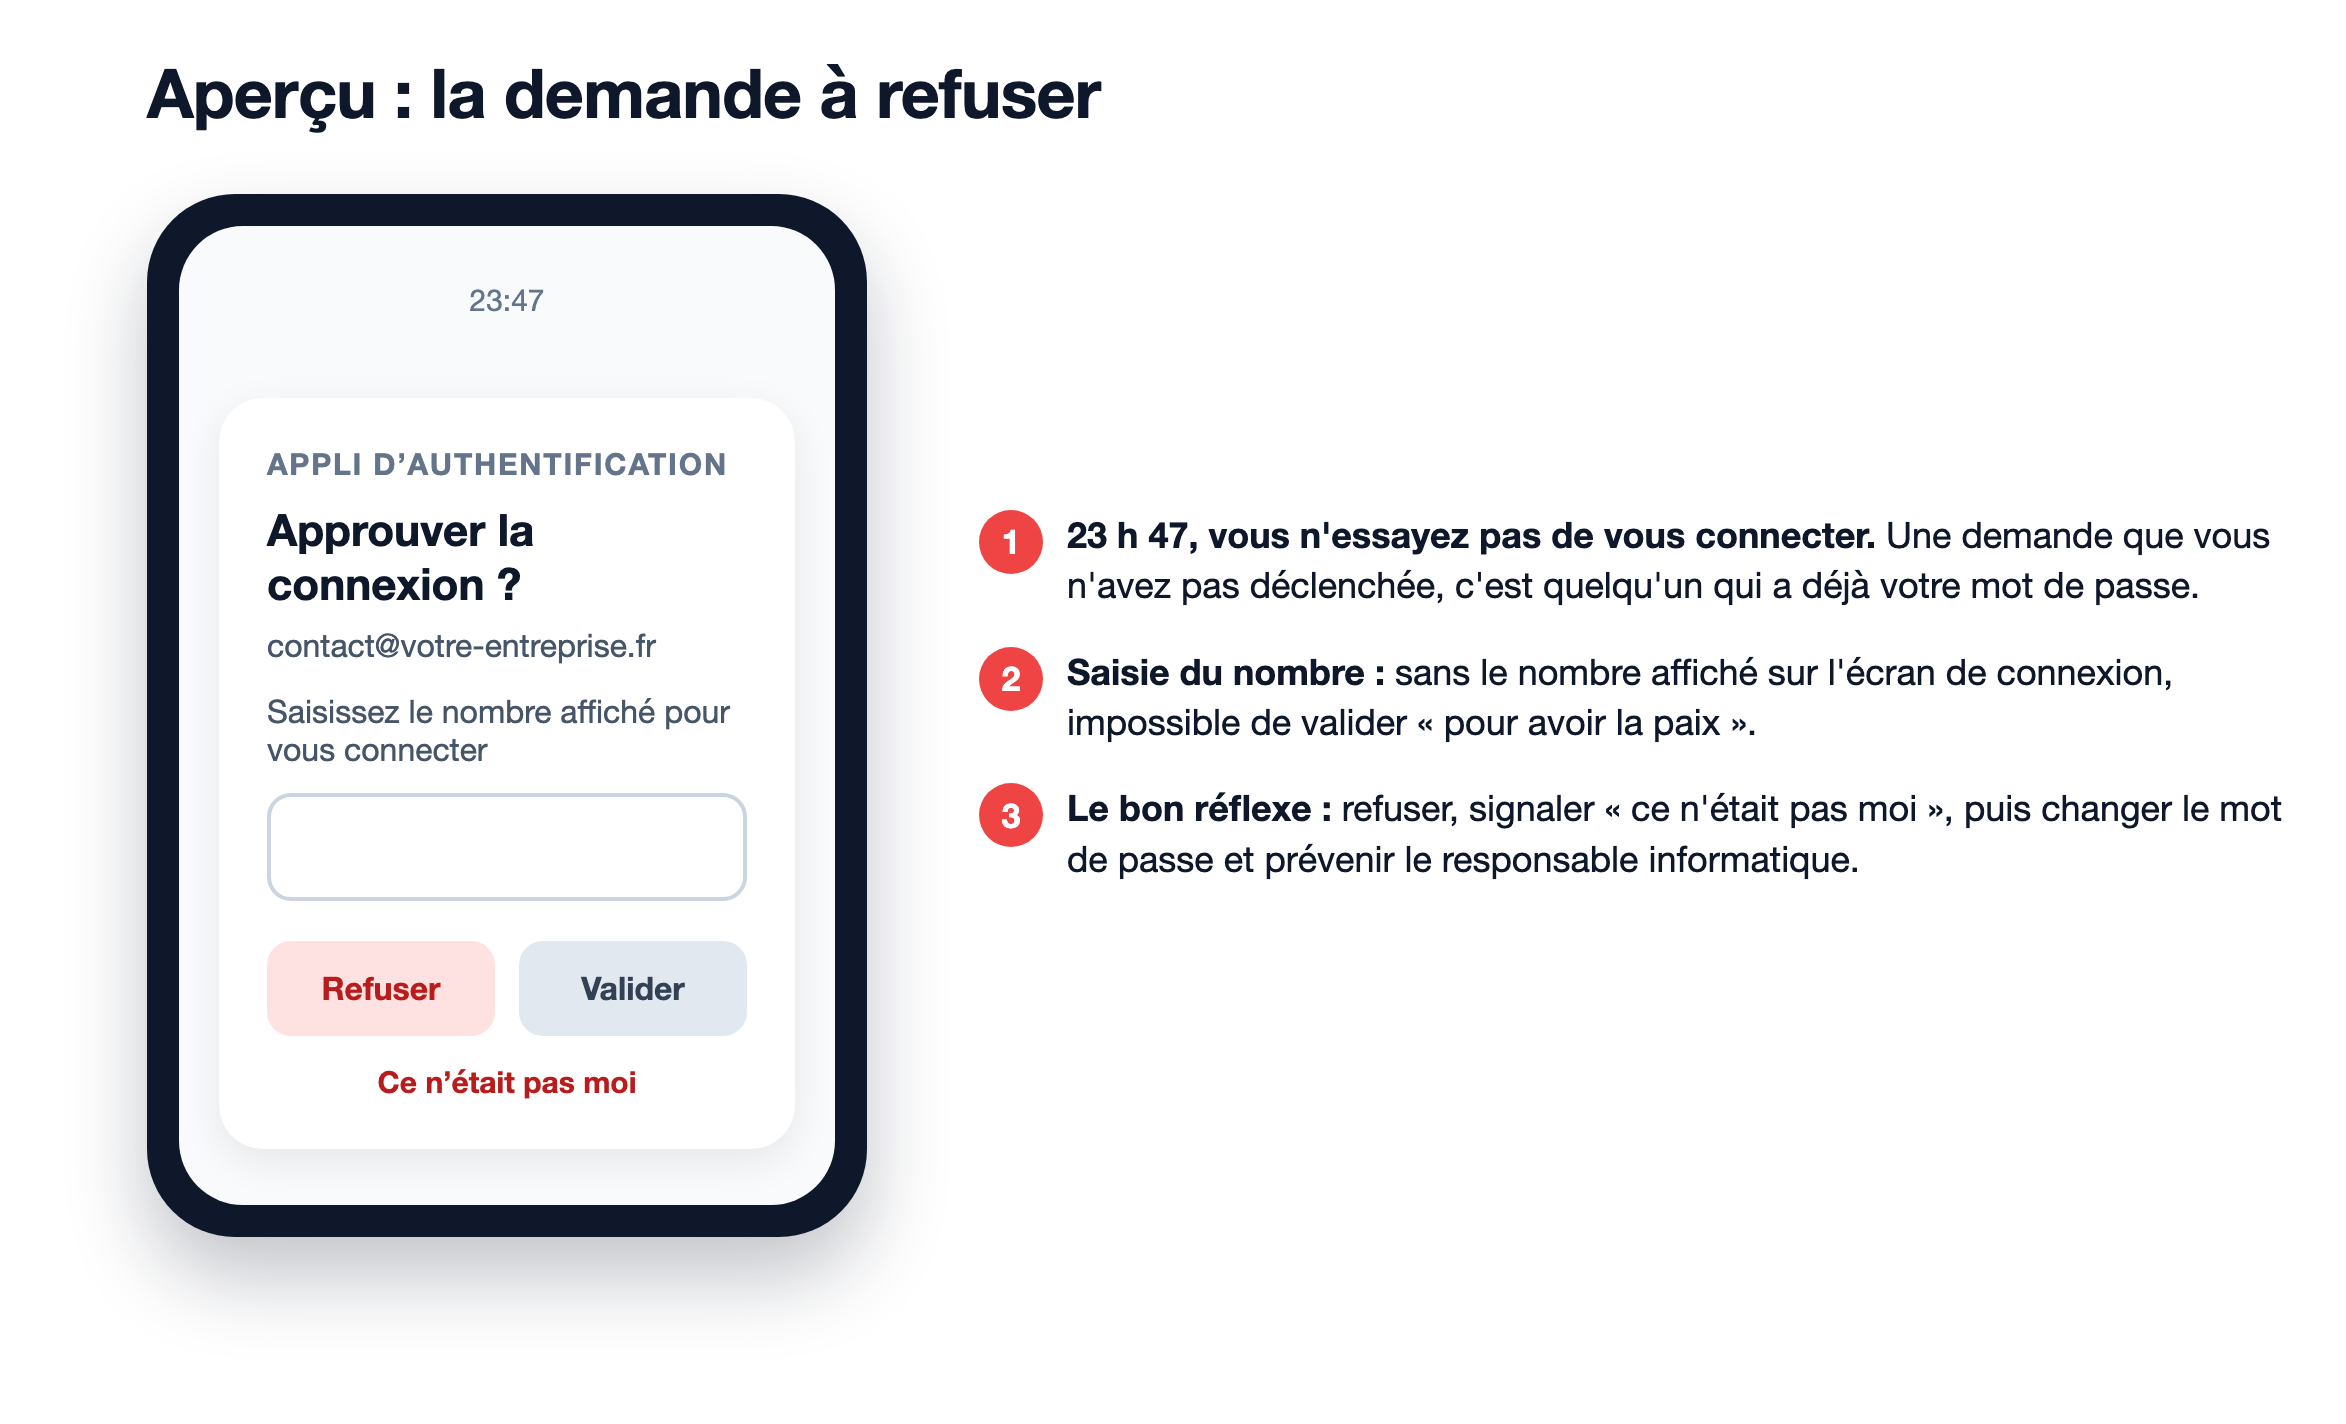 Aperçu : la demande à refuser
23:47
APPLI D’AUTHENTIFICATION
Approuver la
connexion ?
contact@votre-entreprise.fr
Saisissez le nombre affiché pour
vous connecter
Refuser
Valider
Ce n’était pas moi
1
23 h 47, vous n'essayez pas de vous connecter. Une demande que vous
n'avez pas déclenchée, c'est quelqu'un qui a déjà votre mot de passe.
2
Saisie du nombre : sans le nombre affiché sur l'écran de connexion,
impossible de valider « pour avoir la paix ».
3
Le bon réflexe : refuser, signaler « ce n'était pas moi », puis changer le mot
de passe et prévenir le responsable informatique.